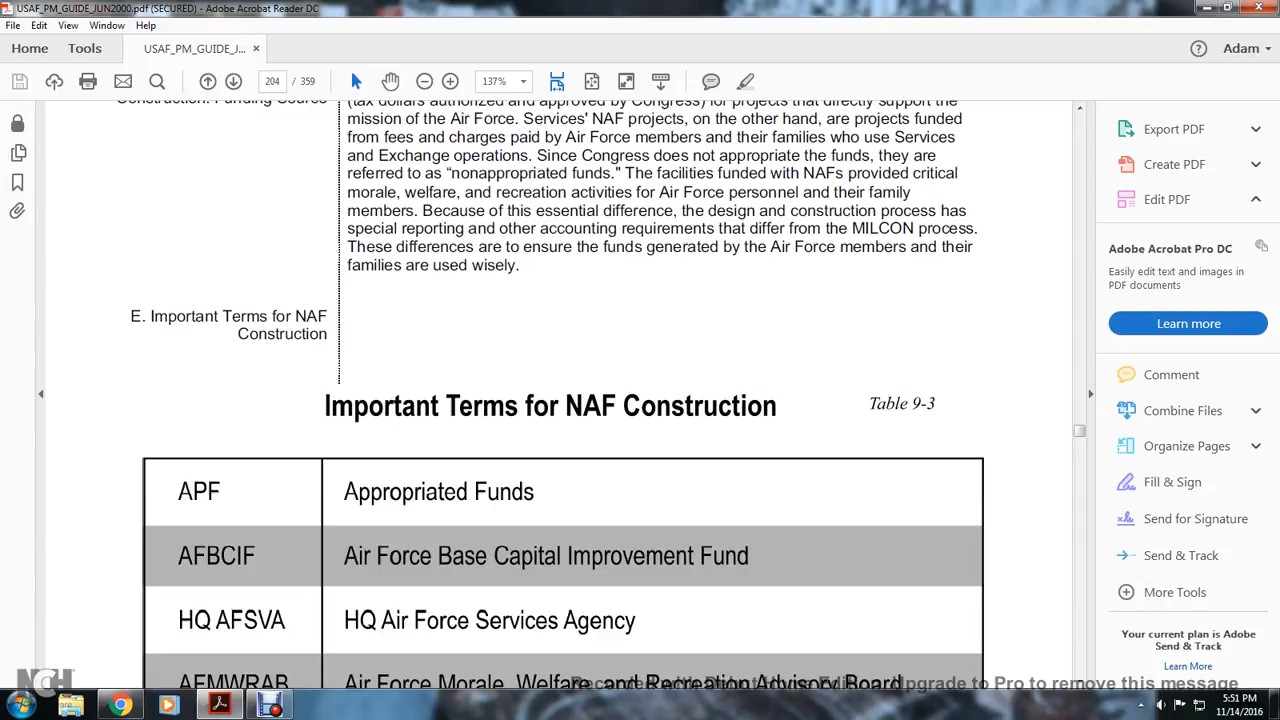 USAF_PM_GUIDE_JUN2000.pdf (SECURED) - Adobe Acrobat Reader DC
File Edit View Window Help
Home Tools USAF_PM_GUIDE_J... × Adam
204 / 359 137%
Construction: Funding Source
(tax dollars authorized and approved by Congress) for projects that directly support the
mission of the Air Force. Services' NAF projects, on the other hand, are projects funded
from fees and charges paid by Air Force members and their families who use Services
and Exchange operations. Since Congress does not appropriate the funds, they are
referred to as “nonappropriated funds." The facilities funded with NAFs provided critical
morale, welfare, and recreation activities for Air Force personnel and their family
members. Because of this essential difference, the design and construction process has
special reporting and other accounting requirements that differ from the MILCON process.
These differences are to ensure the funds generated by the Air Force members and their
families are used wisely.
E. Important Terms for NAF
Construction
Important Terms for NAF Construction Table 9-3
APF Appropriated Funds
AFBCIF Air Force Base Capital Improvement Fund
HQ AFSVA HQ Air Force Services Agency
AFMWRAB Air Force Morale, Welfare, and Recreation Advisory Board
Export PDF
Create PDF
Edit PDF
Adobe Acrobat Pro DC
Easily edit text and images in
PDF documents
Learn more
Comment
Combine Files
Organize Pages
Fill & Sign
Send for Signature
Send & Track
More Tools
Your current plan is Adobe
Send & Track
Learn More
NCH
Upgrade to Pro to remove this message
5:51 PM
11/14/2016